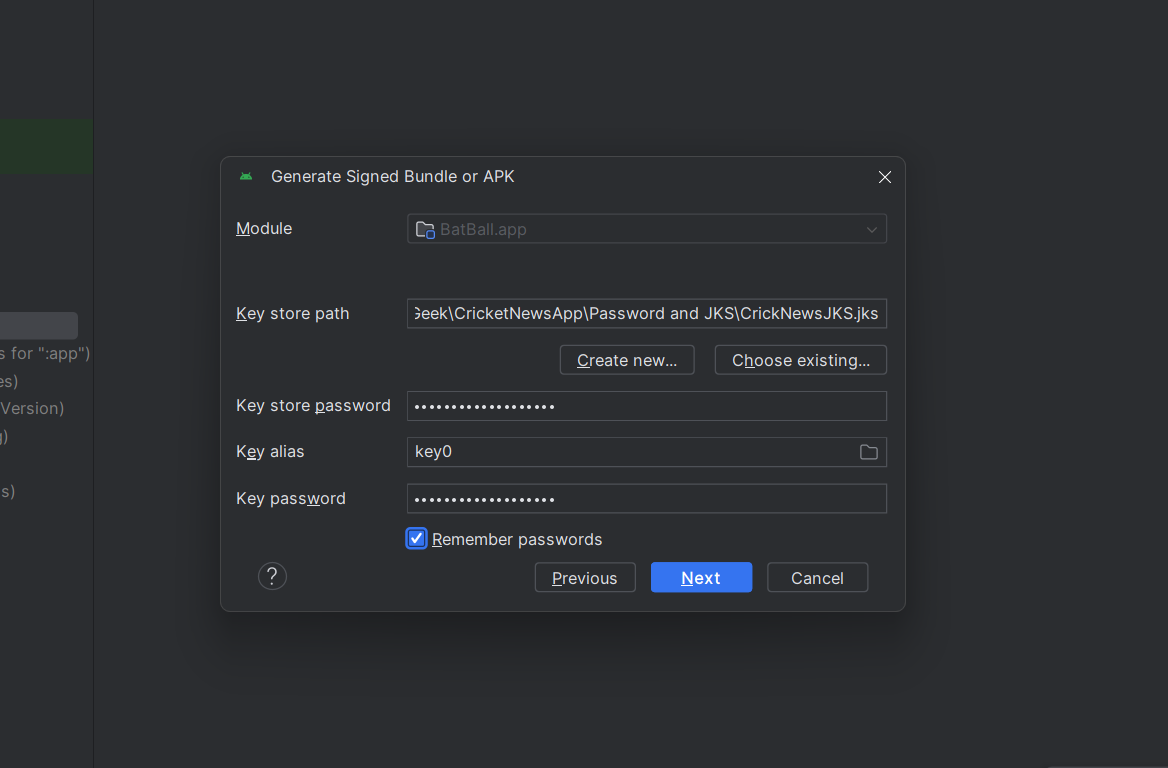 Generate Signed Bundle or APK
Module
BatBall.app
Key store path
Geek\CricketNewsApp\Password and JKS\CrickNewsJKS.jks
Create new...
Choose existing...
Key store password
••••••••••••••••••
Key alias
key0
Key password
••••••••••••••••••
Remember passwords
?
Previous
Next
Cancel
s for ":app")
es)
Version)
g)
s)